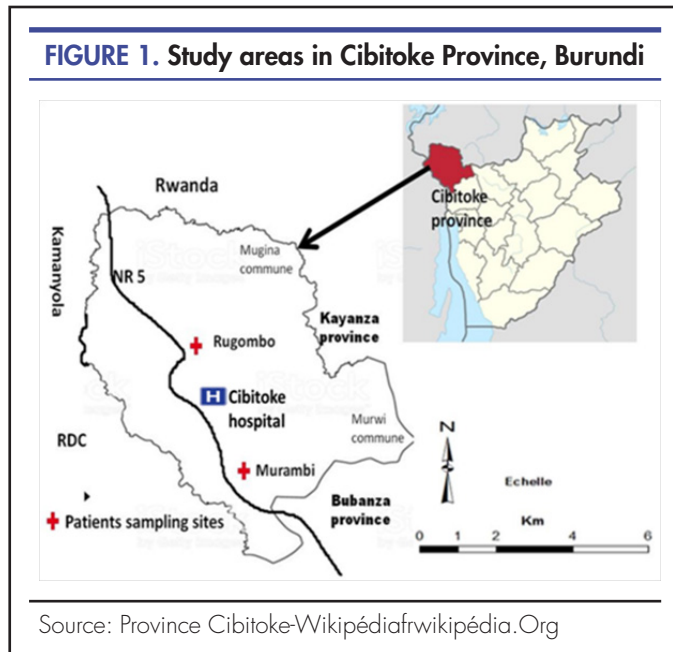 FIGURE 1. Study areas in Cibitoke Province, Burundi
Rwanda
Cibitoke
province
Kamanyola
NR 5
Mugina
commune
iStock
Kayanza
province
Rugombo
H
Cibitoke
hospital
Murwi
commune
RDC
Murambi
Z
Echelle
Bubanza
province
Km
Patients sampling sites
0 1 2 4 6
Source: Province Cibitoke-Wikipédiafrwikipédia.Org